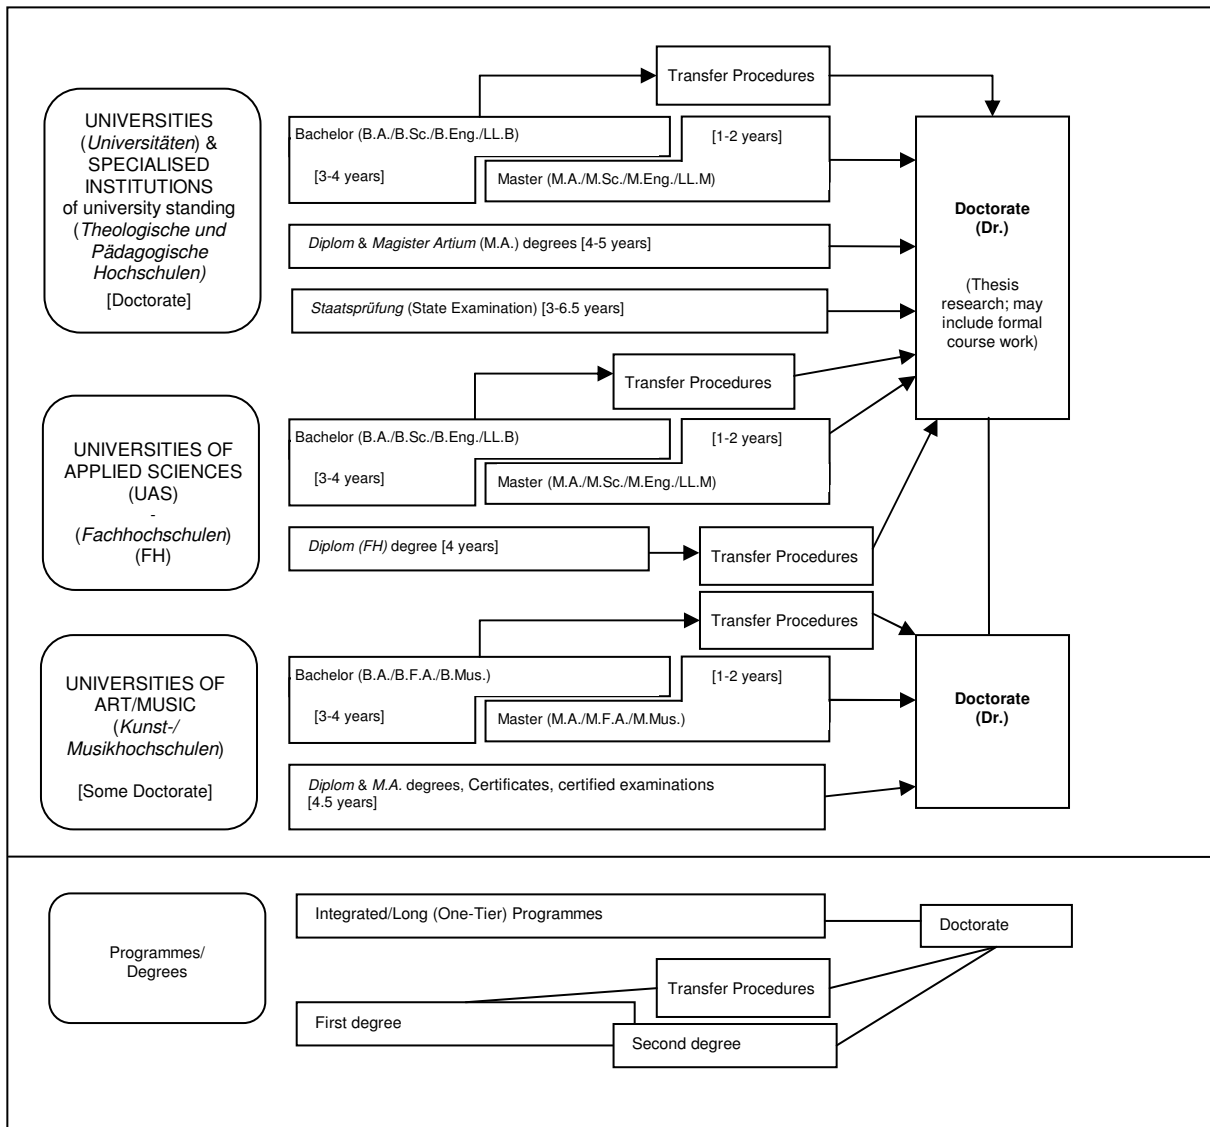 Transfer Procedures
UNIVERSITIES
(Universitäten) &
SPECIALISED
INSTITUTIONS
of university standing
(Theologische und
Pädagogische
Hochschulen)
[Doctorate]
Bachelor (B.A./B.Sc./B.Eng./LL.B)
[3-4 years]
[1-2 years]
Master (M.A./M.Sc./M.Eng./LL.M)
Diplom & Magister Artium (M.A.) degrees [4-5 years]
Staatsprüfung (State Examination) [3-6.5 years]
Doctorate
(Dr.)
(Thesis
research; may
include formal
course work)
Transfer Procedures
UNIVERSITIES OF
APPLIED SCIENCES
(UAS)
-
(Fachhochschulen)
(FH)
Bachelor (B.A./B.Sc./B.Eng./LL.B)
[3-4 years]
[1-2 years]
Master (M.A./M.Sc./M.Eng./LL.M)
Diplom (FH) degree [4 years]
Transfer Procedures
Transfer Procedures
UNIVERSITIES OF
ART/MUSIC
(Kunst-/
Musikhochschulen)
[Some Doctorate]
Bachelor (B.A./B.F.A./B.Mus.)
[3-4 years]
[1-2 years]
Master (M.A./M.F.A./M.Mus.)
Diplom & M.A. degrees, Certificates, certified examinations
[4.5 years]
Doctorate
(Dr.)
Programmes/
Degrees
Integrated/Long (One-Tier) Programmes
Doctorate
Transfer Procedures
First degree
Second degree